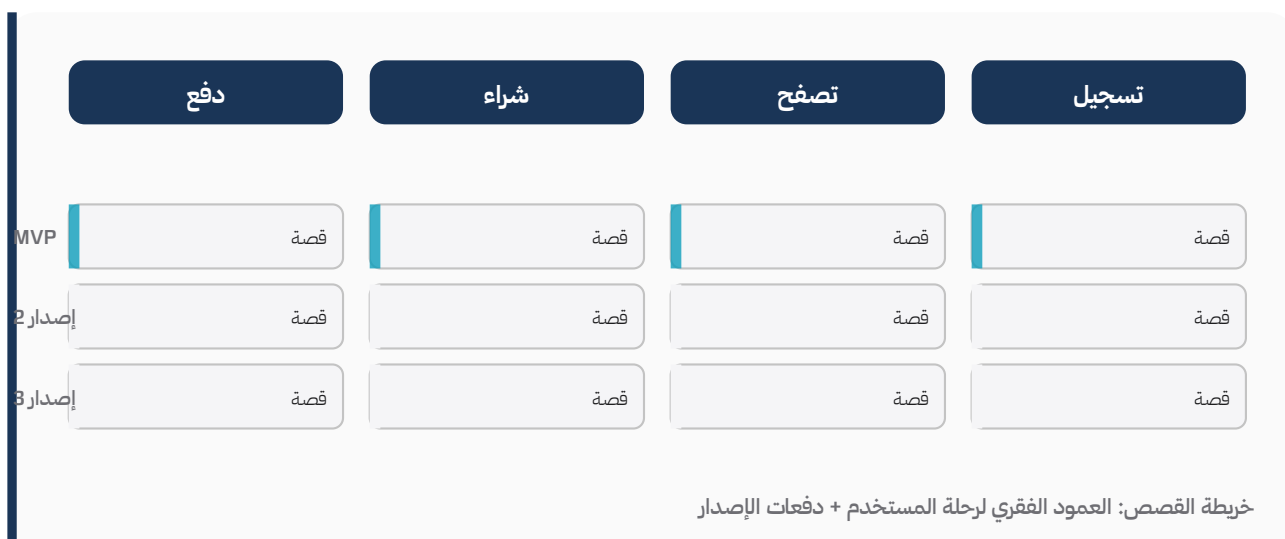 تسجيل
تصفح
شراء
دفع
قصة
قصة
قصة
قصة
MVP
قصة
قصة
قصة
قصة
إصدار 2
قصة
قصة
قصة
قصة
إصدار 3
خريطة القصص: العمود الفقري لرحلة المستخدم + دفعات الإصدار